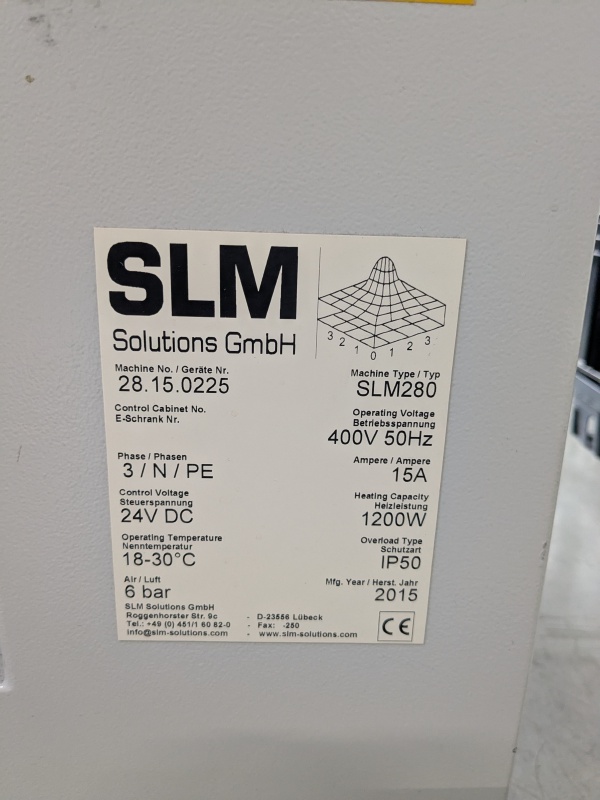 SLM
Solutions GmbH
3 2 1 0 1 2 3
Machine No. / Geräte Nr.
28.15.0225
Machine Type / Typ
SLM280
Control Cabinet No.
E-Schrank Nr.
Operating Voltage
Betriebsspannung
400V 50Hz
Phase / Phasen
3 / N / PE
Ampere / Ampere
15A
Control Voltage
Steuerspannung
24V DC
Heating Capacity
Heizleistung
1200W
Operating Temperature
Nenntemperatur
18-30°C
Overload Type
Schutzart
IP50
Air / Luft
6 bar
Mfg. Year / Herst. Jahr
2015
SLM Solutions GmbH
Roggenhorster Str. 9c - D-23556 Lübeck
Tel.: +49 (0) 451/1 60 82-0 - Fax: -250
info@slm-solutions.com - www.slm-solutions.com
CE